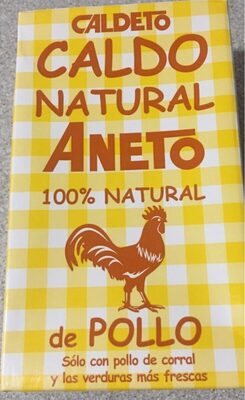 CALDETO
CALDO
NATURAL
ANETO
100% NATURAL
de POLLO
Sólo con pollo de corral
y las verduras más frescas